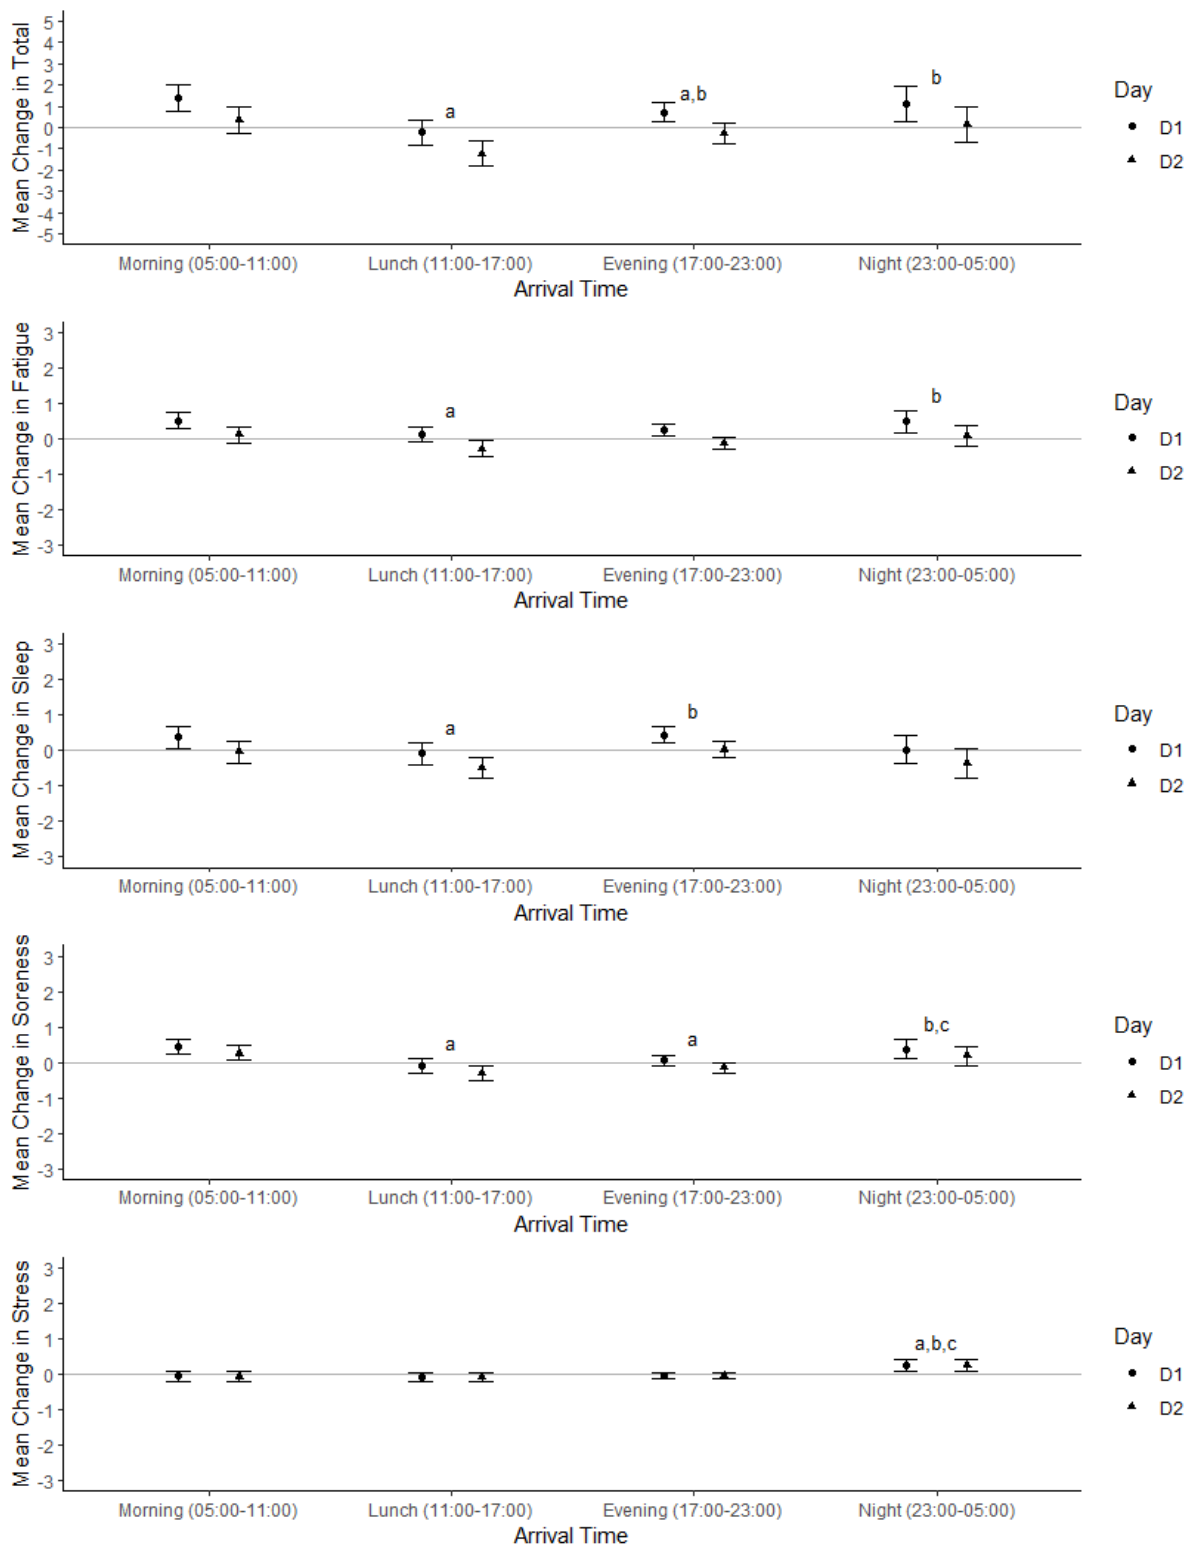 Mean Change in Total
5
4
3
2
1
0
-1
-2
-3
-4
-5
a
a,b
b
Morning (05:00-11:00) Lunch (11:00-17:00) Evening (17:00-23:00) Night (23:00-05:00)
Arrival Time
Day
D1
D2
Mean Change in Fatigue
3
2
1
0
-1
-2
-3
a
b
Morning (05:00-11:00) Lunch (11:00-17:00) Evening (17:00-23:00) Night (23:00-05:00)
Arrival Time
Day
D1
D2
Mean Change in Sleep
3
2
1
0
-1
-2
-3
a
b
Morning (05:00-11:00) Lunch (11:00-17:00) Evening (17:00-23:00) Night (23:00-05:00)
Arrival Time
Day
D1
D2
Mean Change in Soreness
3
2
1
0
-1
-2
-3
a
a
b,c
Morning (05:00-11:00) Lunch (11:00-17:00) Evening (17:00-23:00) Night (23:00-05:00)
Arrival Time
Day
D1
D2
Mean Change in Stress
3
2
1
0
-1
-2
-3
a,b,c
Morning (05:00-11:00) Lunch (11:00-17:00) Evening (17:00-23:00) Night (23:00-05:00)
Arrival Time
Day
D1
D2